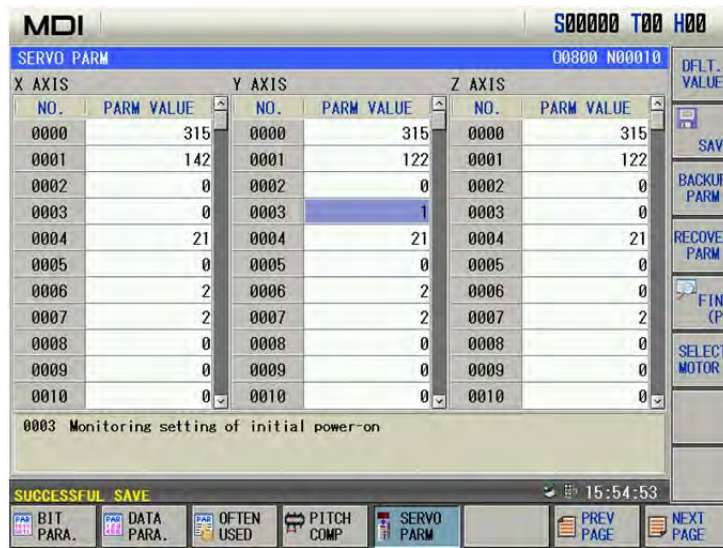 MDI S00000 T00 H00
SERVO PARM O0800 N00010
X AXIS Y AXIS Z AXIS
NO. PARM VALUE NO. PARM VALUE NO. PARM VALUE
0000 315 0000 315 0000 315
0001 142 0001 122 0001 122
0002 0 0002 0 0002 0
0003 0 0003 1 0003 0
0004 21 0004 21 0004 21
0005 0 0005 0 0005 0
0006 2 0006 2 0006 0
0007 2 0007 2 0007 2
0008 0 0008 0 0008 0
0009 0 0009 0 0009 0
0010 0 0010 0 0010 0
0003 Monitoring setting of initial power-on
SUCCESSFUL SAVE 15:54:53
DFLT.
VALUE
SAV
BACKUP
PARM
RECOVE
PARM
FIN
(P
SELECT
MOTOR
PAR BIT
PARA.
PAR DATA
PARA.
PAR OFTEN
USED
PITCH
COMP
SERVO
PARM
PREV
PAGE
NEXT
PAGE